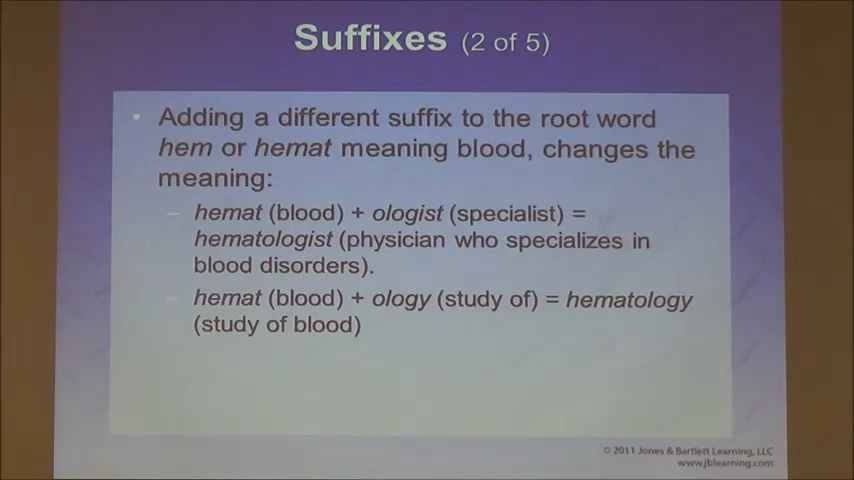 Suffixes (2 of 5)
• Adding a different suffix to the root word
hem or hemat meaning blood, changes the
meaning:
– hemat (blood) + ologist (specialist) =
hematologist (physician who specializes in
blood disorders).
– hemat (blood) + ology (study of) = hematology
(study of blood)
© 2011 Jones & Bartlett Learning, LLC
www.jblearning.com